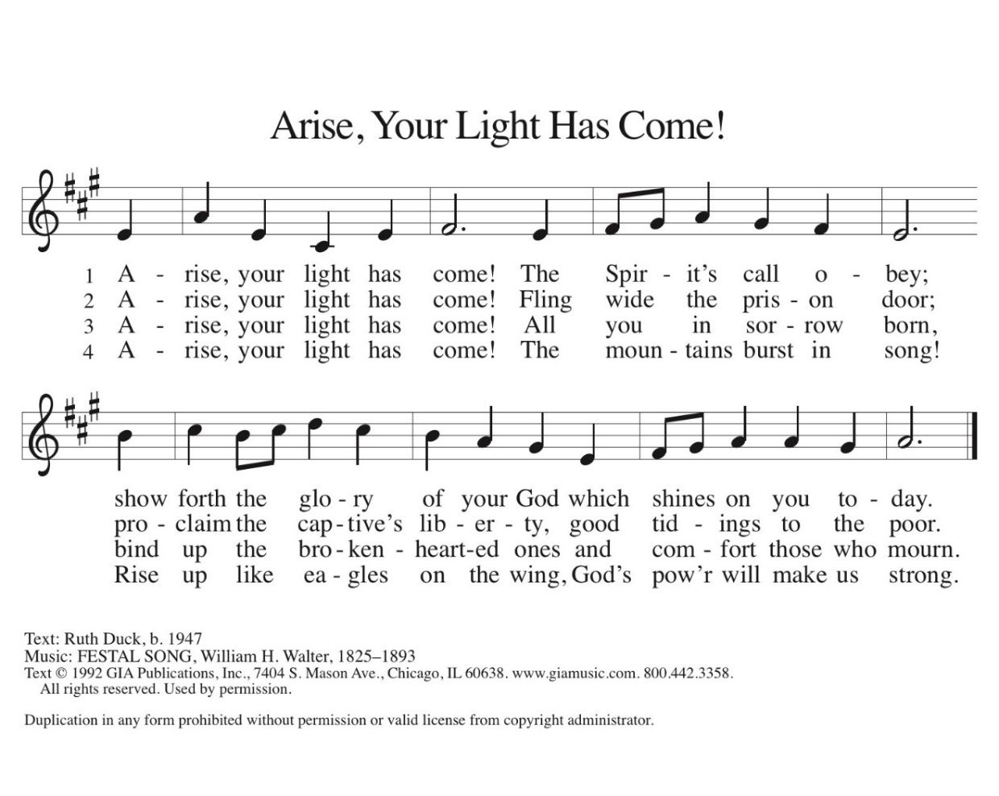 Arise, Your Light Has Come!
1 A - rise, your light has come! The Spir - it's call o - bey;
2 A - rise, your light has come! Fling wide the pris - on door;
3 A - rise, your light has come! All you in sor - row born,
4 A - rise, your light has come! The moun - tains burst in song!
show forth the glo - ry of your God which shines on you to - day.
pro - claim the cap - tive's lib - er - ty, good tid - ings to the poor.
bind up the bro - ken - heart-ed ones and com - fort those who mourn.
Rise up like ea - gles on the wing, God's pow'r will make us strong.
Text: Ruth Duck, b. 1947
Music: FESTAL SONG, William H. Walter, 1825–1893
Text © 1992 GIA Publications, Inc., 7404 S. Mason Ave., Chicago, IL 60638. www.giamusic.com. 800.442.3358.
All rights reserved. Used by permission.
Duplication in any form prohibited without permission or valid license from copyright administrator.